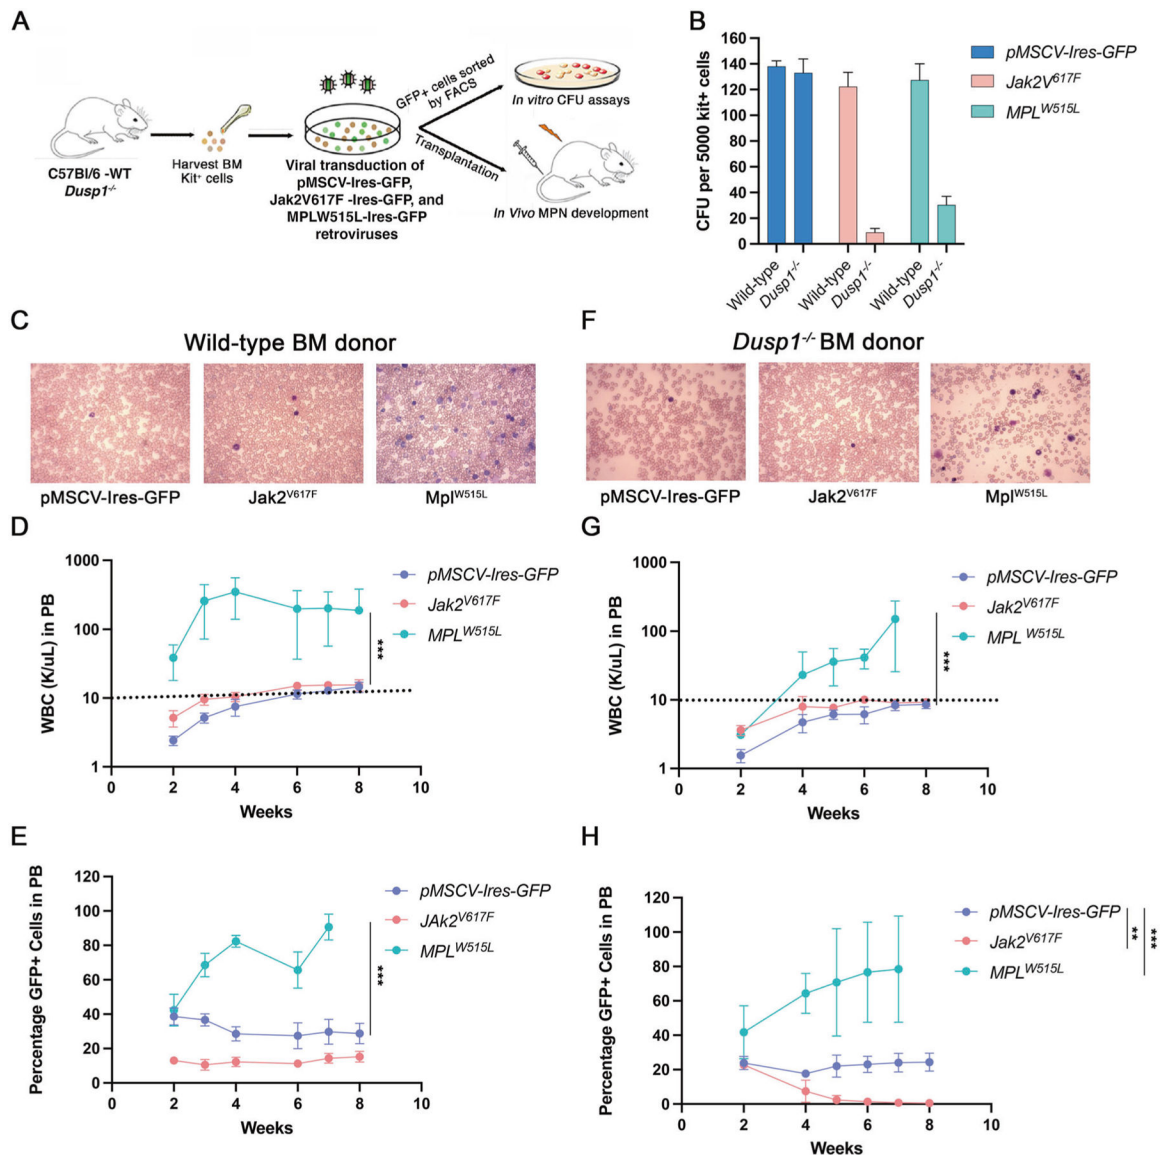 A
C57Bl/6 -WT
Dusp1-/-
Harvest BM
Kit+ cells
Viral transduction of
pMSCV-Ires-GFP,
Jak2V617F -Ires-GFP, and
MPLW515L-Ires-GFP
retroviruses
GFP+ cells sorted
by FACS
Transplantation
In vitro CFU assays
In Vivo MPN development
B
CFU per 5000 kit+ cells
160
140
120
100
80
60
40
20
0
Wild-type
Dusp1-/-
Wild-type
Dusp1-/-
Wild-type
Dusp1-/-
pMSCV-Ires-GFP
Jak2V617F
MPLW515L
C
Wild-type BM donor
pMSCV-Ires-GFP
Jak2V617F
MplW515L
F
Dusp1-/- BM donor
pMSCV-Ires-GFP
Jak2V617F
MplW515L
D
WBC (K/uL) in PB
1000
100
10
1
0 2 4 6 8 10
Weeks
pMSCV-Ires-GFP
Jak2V617F
MPLW515L
***
G
WBC (K/uL) in PB
1000
100
10
1
0 2 4 6 8 10
Weeks
pMSCV-Ires-GFP
Jak2V617F
MPLW515L
***
E
Percentage GFP+ Cells in PB
120
100
80
60
40
20
0
0 2 4 6 8 10
Weeks
pMSCV-Ires-GFP
JAk2V617F
MPLW515L
***
H
Percentage GFP+ Cells in PB
120
100
80
60
40
20
0
0 2 4 6 8 10
Weeks
pMSCV-Ires-GFP
Jak2V617F
MPLW515L
**
***